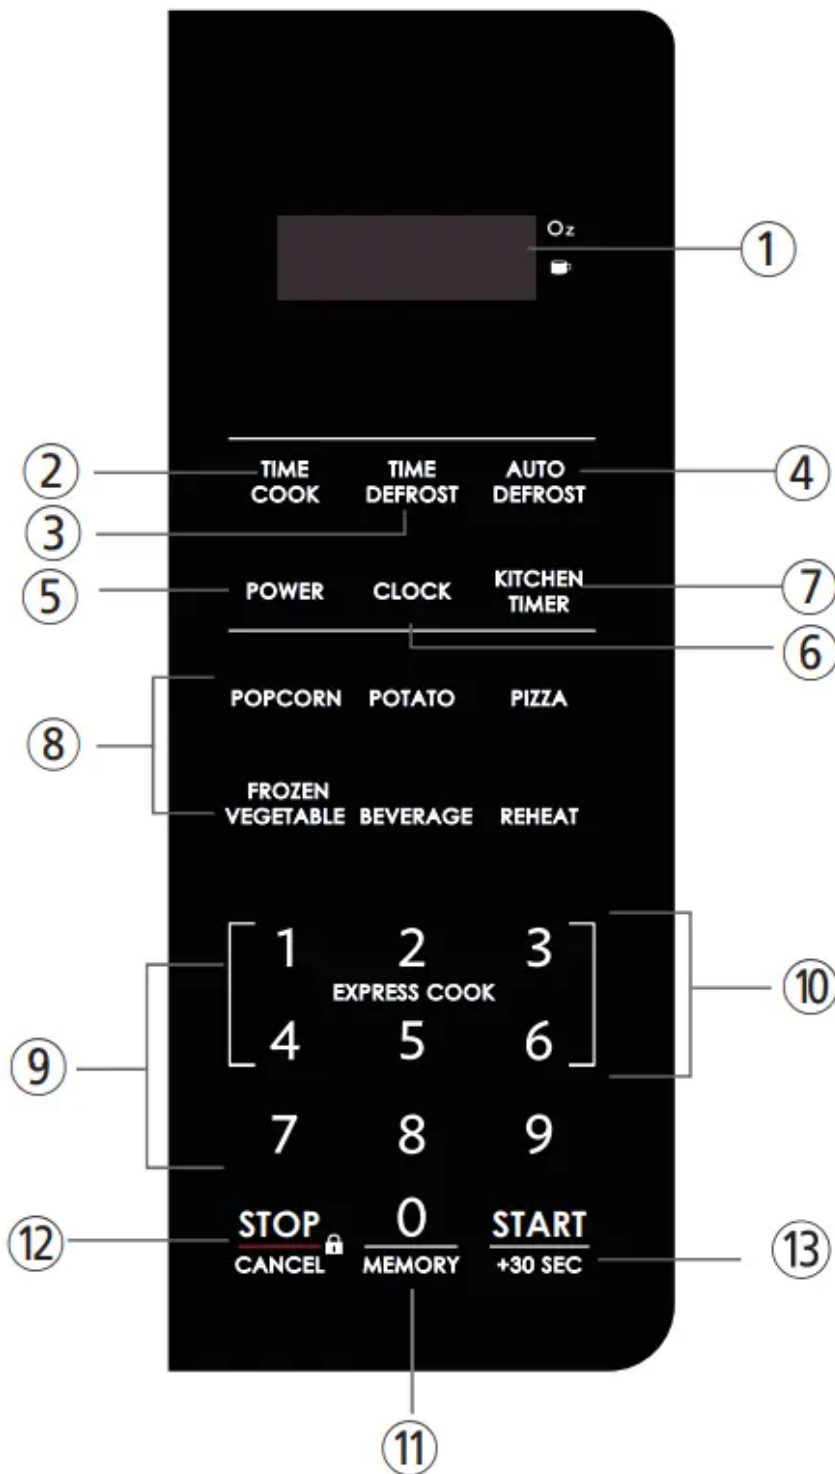 Oz
①
② TIME COOK
③ TIME DEFROST
④ AUTO DEFROST
⑤ POWER
CLOCK ⑥
KITCHEN TIMER ⑦
⑧
POPCORN POTATO PIZZA
FROZEN VEGETABLE BEVERAGE REHEAT
1 2 3
EXPRESS COOK
⑩
4 5 6
⑨
7 8 9
⑫ STOP 0 START ⑬
CANCEL MEMORY +30 SEC
⑪